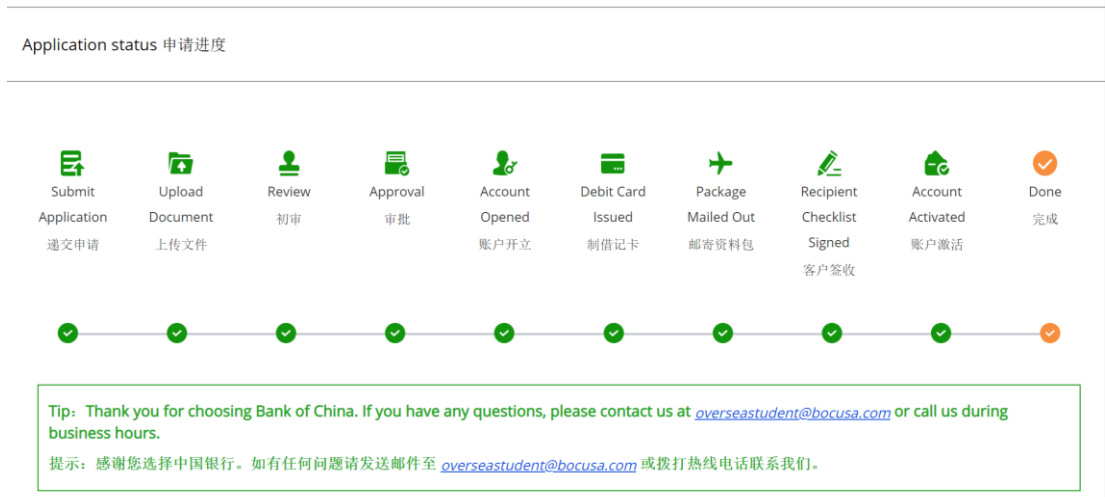 Application status 申请进度
Submit
Application
递交申请
Upload
Document
上传文件
Review
初审
Approval
审批
Account
Opened
账户开立
Debit Card
Issued
制借记卡
Package
Mailed Out
邮寄资料包
Recipient
Checklist
Signed
客户签收
Account
Activated
账户激活
Done
完成
Tip：Thank you for choosing Bank of China. If you have any questions, please contact us at overseastudent@bocusa.com or call us during
business hours.
提示：感谢您选择中国银行。如有任何问题请发送邮件至 overseastudent@bocusa.com 或拨打热线电话联系我们。